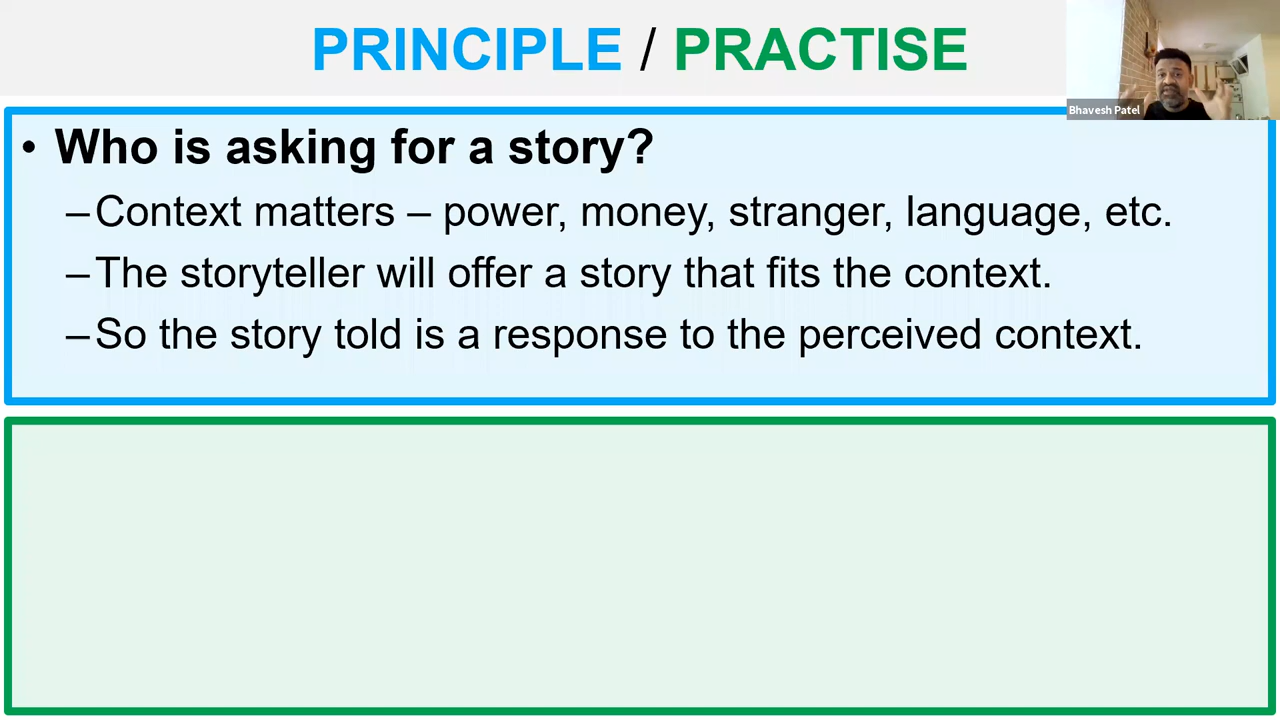 PRINCIPLE / PRACTISE
Bhavesh Patel
• Who is asking for a story?
–Context matters – power, money, stranger, language, etc.
–The storyteller will offer a story that fits the context.
–So the story told is a response to the perceived context.